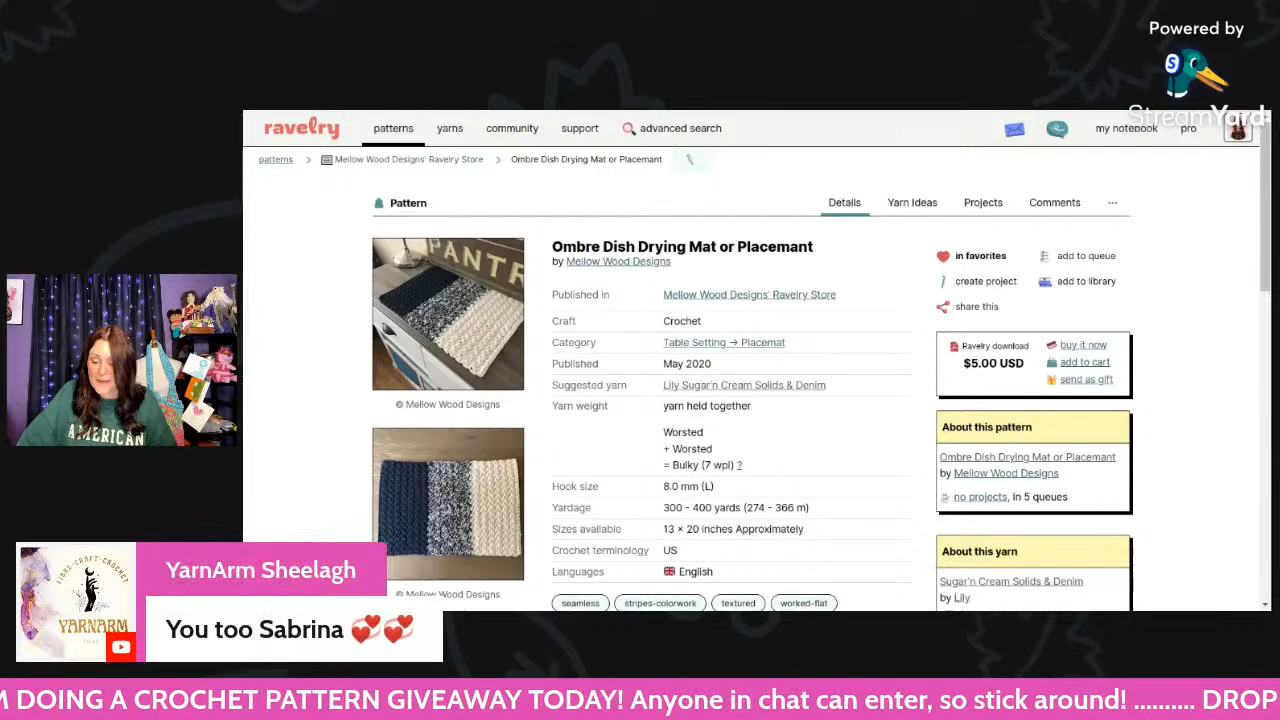 Powered by
StreamYard
ravelry
patterns yarns community support advanced search my notebook pro
patterns > Mellow Wood Designs' Ravelry Store > Ombre Dish Drying Mat or Placemant
Pattern
Details Yarn Ideas Projects Comments ...
PANTR
© Mellow Wood Designs
© Mellow Wood Designs
Ombre Dish Drying Mat or Placemant
by Mellow Wood Designs
Published in Mellow Wood Designs' Ravelry Store
Craft Crochet
Category Table Setting → Placemat
Published May 2020
Suggested yarn Lily Sugar'n Cream Solids & Denim
Yarn weight yarn held together
Worsted
+ Worsted
= Bulky (7 wpi) ?
Hook size 8.0 mm (L)
Yardage 300 - 400 yards (274 - 366 m)
Sizes available 13 × 20 inches Approximately
Crochet terminology US
Languages English
seamless stripes-colorwork textured worked-flat
in favorites add to queue
create project add to library
share this
Ravelry download
$5.00 USD
buy it now
add to cart
send as gift
About this pattern
Ombre Dish Drying Mat or Placemant
by Mellow Wood Designs
no projects, in 5 queues
About this yarn
Sugar'n Cream Solids & Denim
by Lily
AMERICAN
FIBRE-CRAFT-CROCHET
YARNARM
YarnArm Sheelagh
You too Sabrina 💞💞
M DOING A CROCHET PATTERN GIVEAWAY TODAY! Anyone in chat can enter, so stick around! .......... DROP